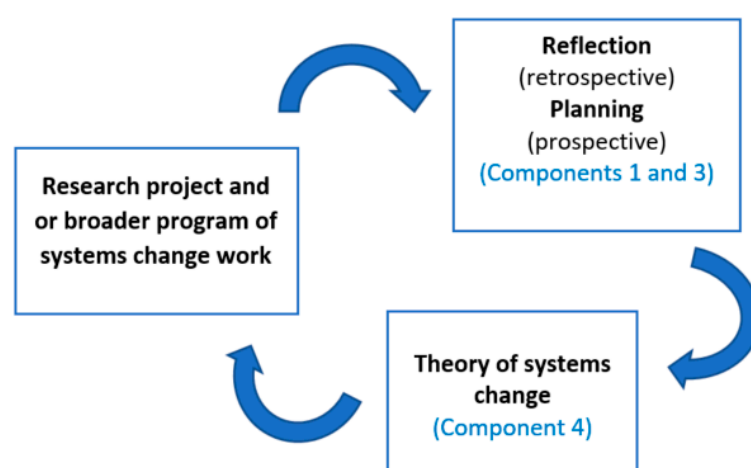 Reflection
(retrospective)
Planning
(prospective)
(Components 1 and 3)
Research project and
or broader program of
systems change work
Theory of systems
change
(Component 4)